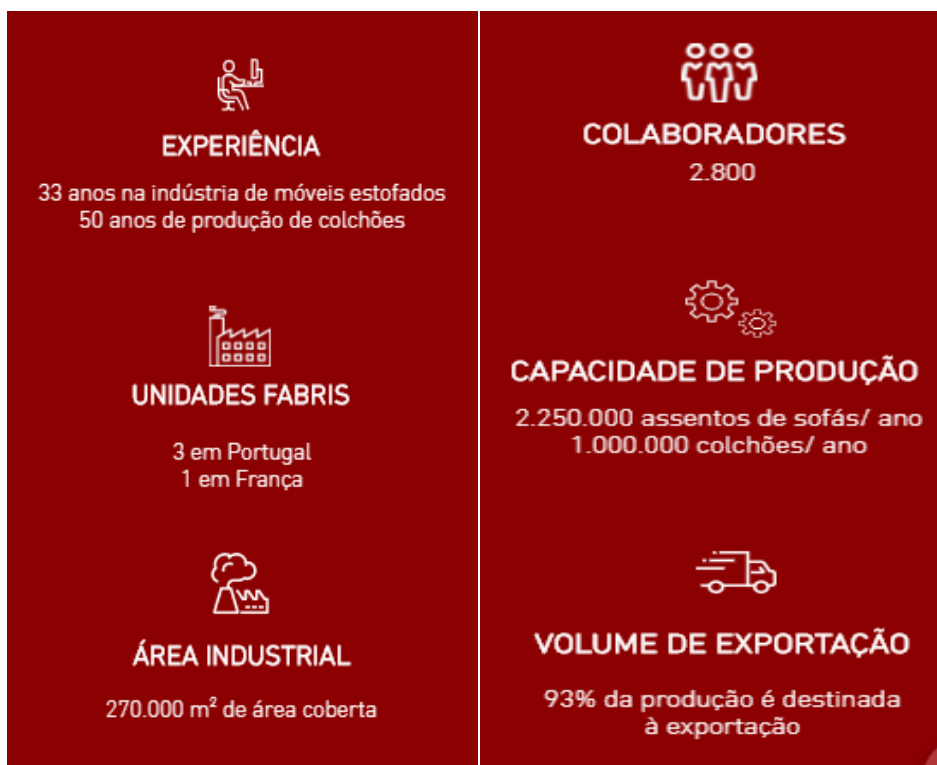 EXPERIÊNCIA
33 anos na indústria de móveis estofados
50 anos de produção de colchões
UNIDADES FABRIS
3 em Portugal
1 em França
ÁREA INDUSTRIAL
270.000 m² de área coberta
COLABORADORES
2.800
CAPACIDADE DE PRODUÇÃO
2.250.000 assentos de sofás/ ano
1.000.000 colchões/ ano
VOLUME DE EXPORTAÇÃO
93% da produção é destinada
à exportação